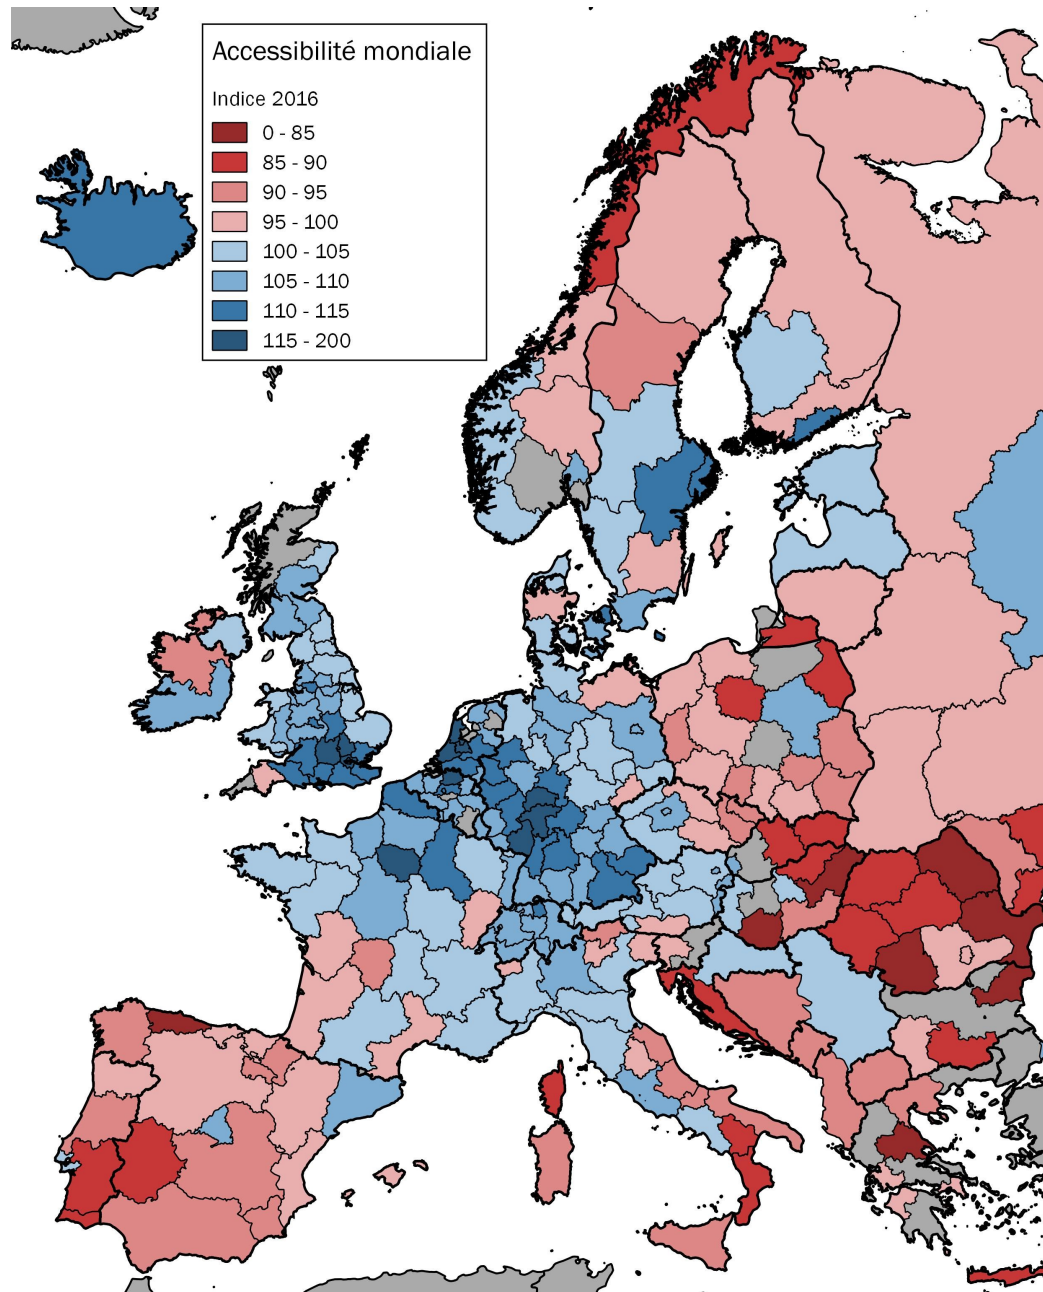 Accessibilité mondiale
Indice 2016
0 - 85
85 - 90
90 - 95
95 - 100
100 - 105
105 - 110
110 - 115
115 - 200